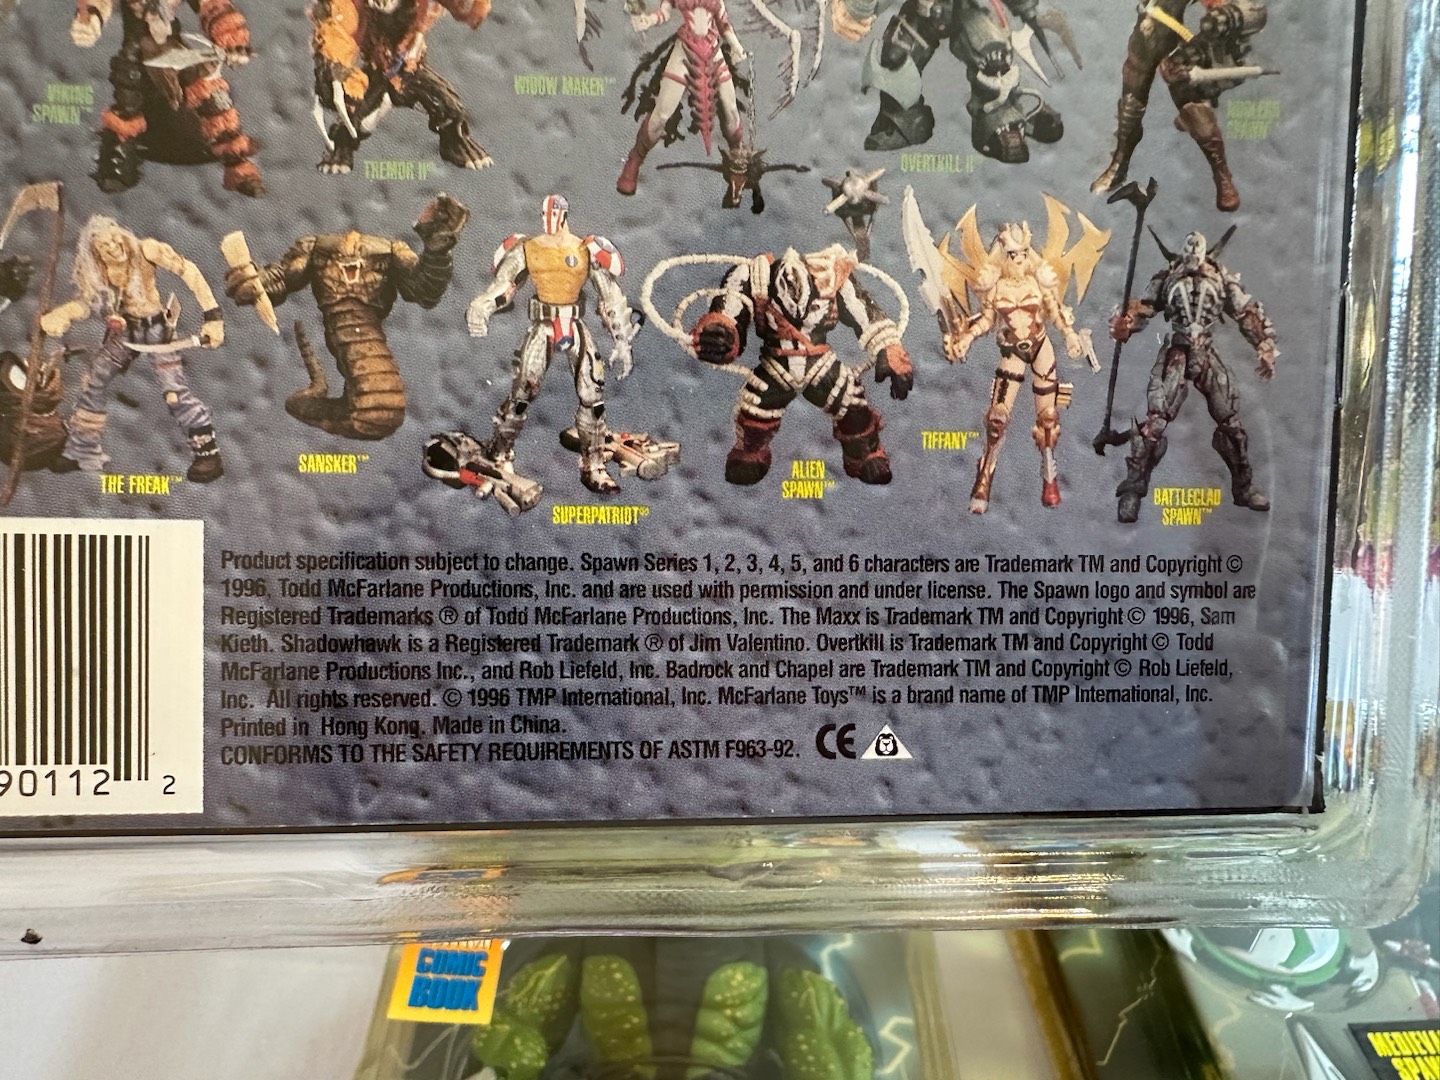 VIKING
SPAWN™
TREMOR II
WIDOW MAKER™
OVERTKILL II
SPAWN
THE FREAK™
SANSKER™
SUPERPATRIOT
ALIEN
SPAWN™
TIFFANY™
BATTLECLAD
SPAWN™
Product specification subject to change. Spawn Series 1, 2, 3, 4, 5, and 6 characters are Trademark TM and Copyright ©
1996, Todd McFarlane Productions, Inc. and are used with permission and under license. The Spawn logo and symbol are
Registered Trademarks ® of Todd McFarlane Productions, Inc. The Maxx is Trademark TM and Copyright © 1996, Sam
Kieth. Shadowhawk is a Registered Trademark ® of Jim Valentino. Overtkill is Trademark TM and Copyright © Todd
McFarlane Productions Inc., and Rob Liefeld, Inc. Badrock and Chapel are Trademark TM and Copyright © Rob Liefeld,
Inc. All rights reserved. © 1996 TMP International, Inc. McFarlane Toys™ is a brand name of TMP International, Inc.
Printed in Hong Kong. Made in China.
CONFORMS TO THE SAFETY REQUIREMENTS OF ASTM F963-92. CE
90112 2
COMIC
BOOK